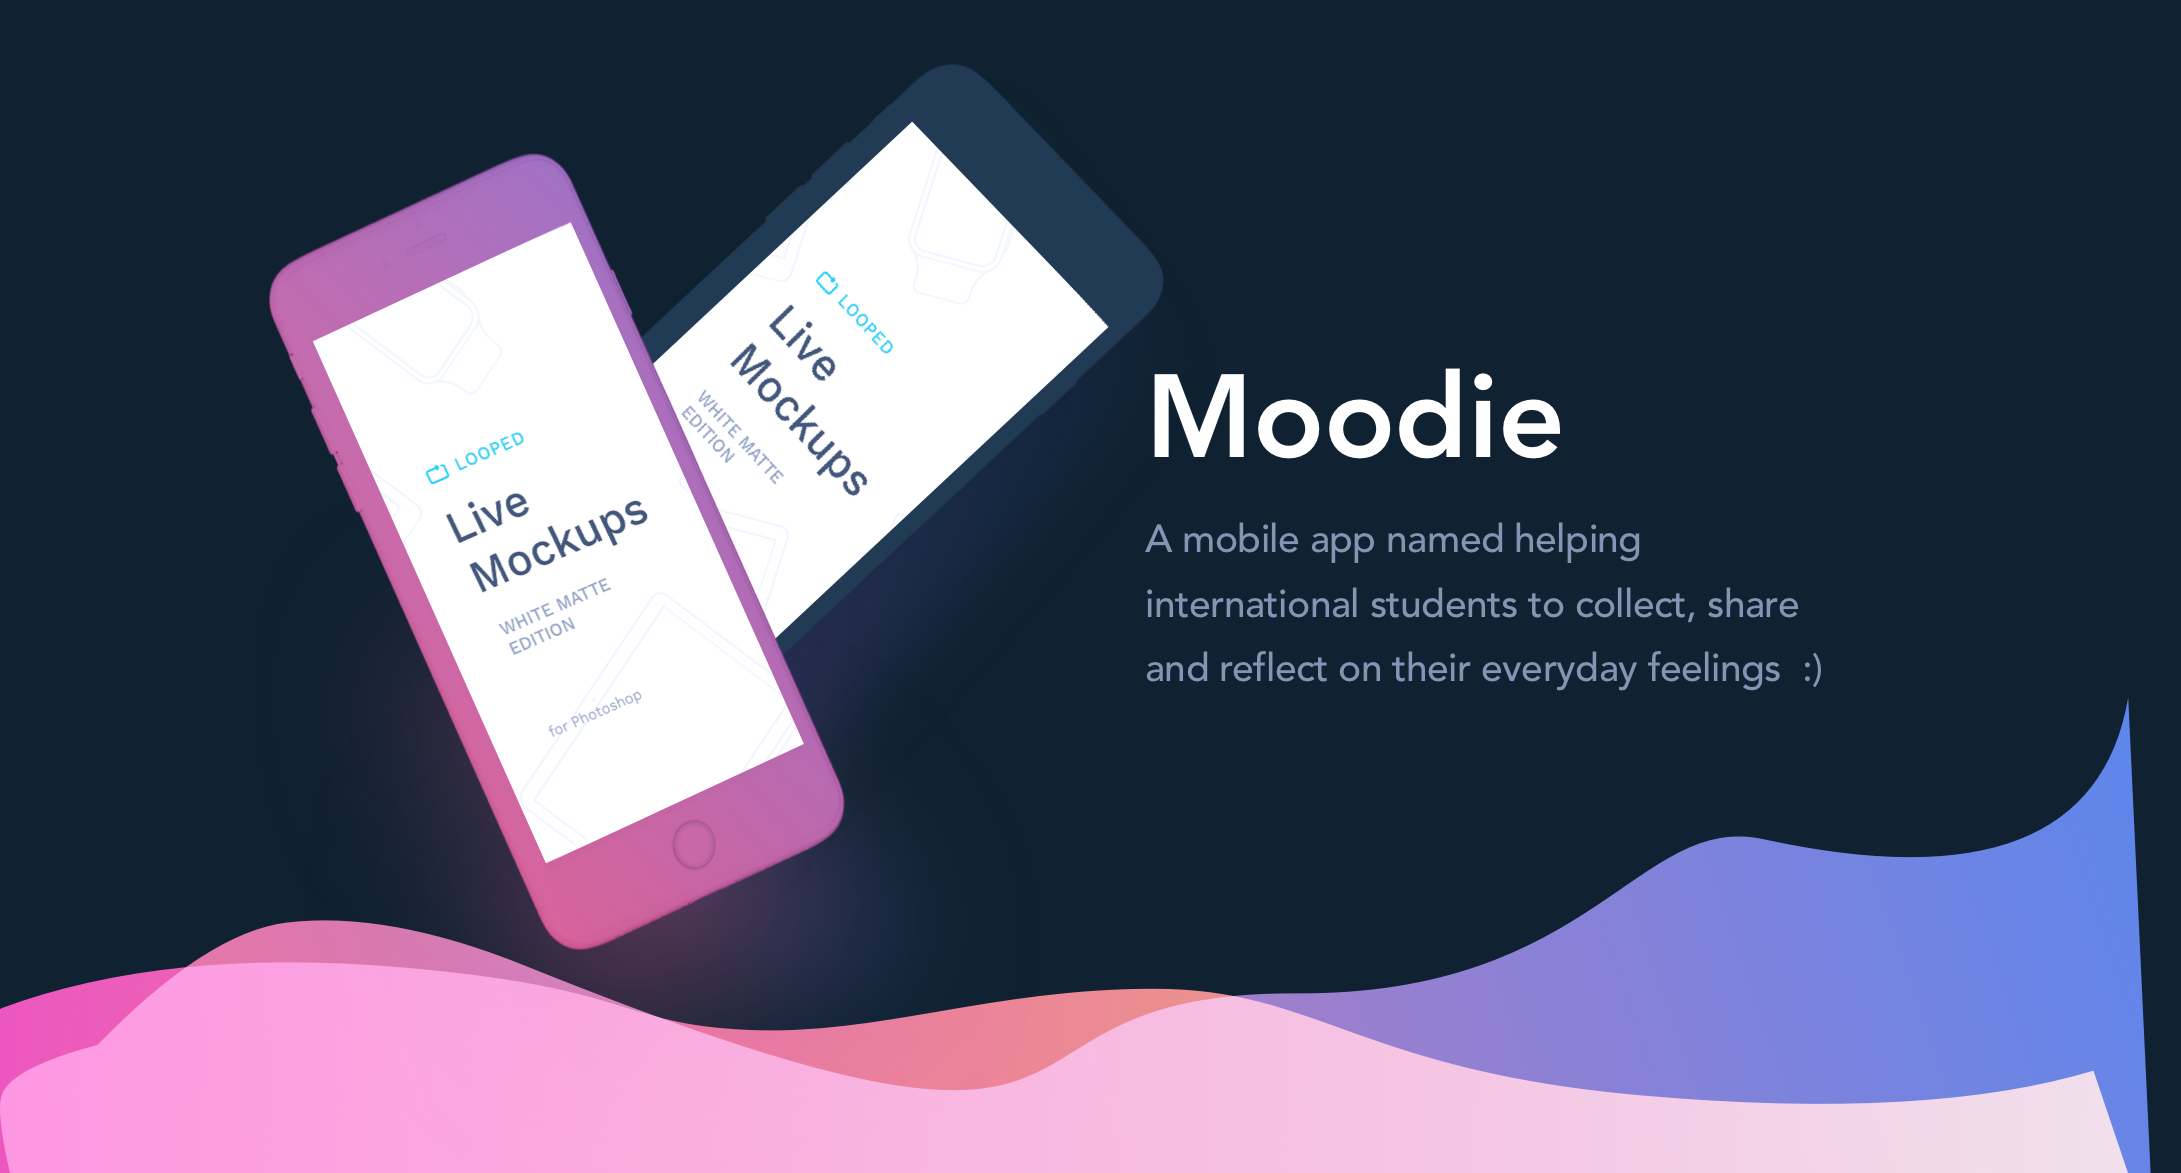 LOOPED
Live
Mockups
WHITE MATTE
EDITION
for Photoshop
LOOPED
Live
Mockups
WHITE MATTE
EDITION
Moodie
A mobile app named helping
international students to collect, share
and reflect on their everyday feelings :)